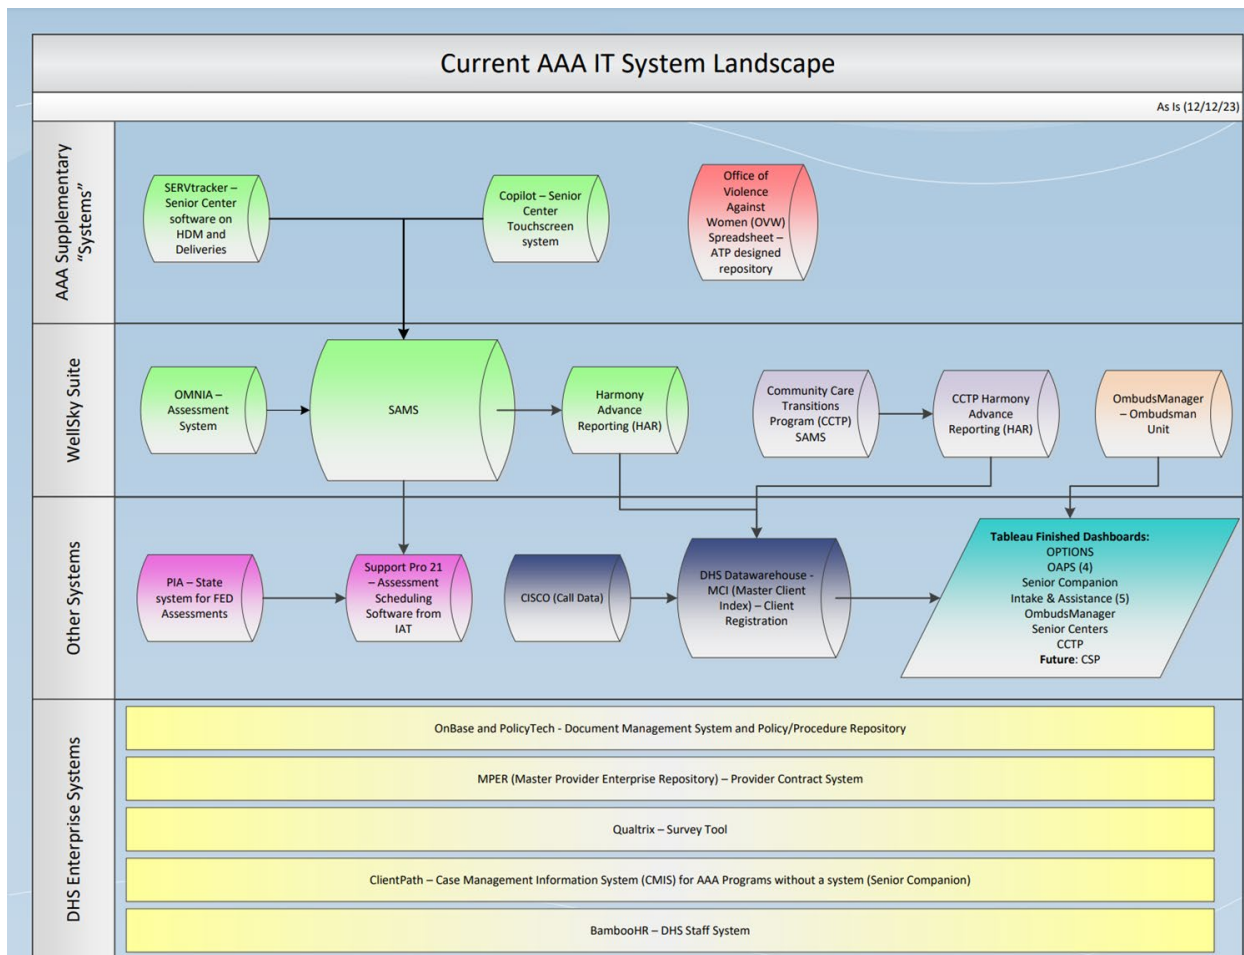 Current AAA IT System Landscape
As Is (12/12/23)
AAA Supplementary
“Systems”
SERVtracker –
Senior Center
software on
HDM and
Deliveries
Copilot – Senior
Center
Touchscreen
system
Office of
Violence
Against
Women (OVW)
Spreadsheet –
ATP designed
repository
WellSky Suite
OMNIA –
Assessment
System
SAMS
Harmony
Advance
Reporting (HAR)
Community Care
Transitions
Program (CCTP)
SAMS
CCTP Harmony
Advance
Reporting (HAR)
OmbudsManager
– Ombudsman
Unit
Other Systems
PIA – State
system for FED
Assessments
Support Pro 21 –
Assessment
Scheduling
Software from
IAT
CISCO (Call Data)
DHS Datawarehouse -
MCI (Master Client
Index) – Client
Registration
Tableau Finished Dashboards:
OPTIONS
OAPS (4)
Senior Companion
Intake & Assistance (5)
OmbudsManager
Senior Centers
CCTP
Future: CSP
DHS Enterprise Systems
OnBase and PolicyTech - Document Management System and Policy/Procedure Repository
MPER (Master Provider Enterprise Repository) – Provider Contract System
Qualtrix – Survey Tool
ClientPath – Case Management Information System (CMIS) for AAA Programs without a system (Senior Companion)
BambooHR – DHS Staff System